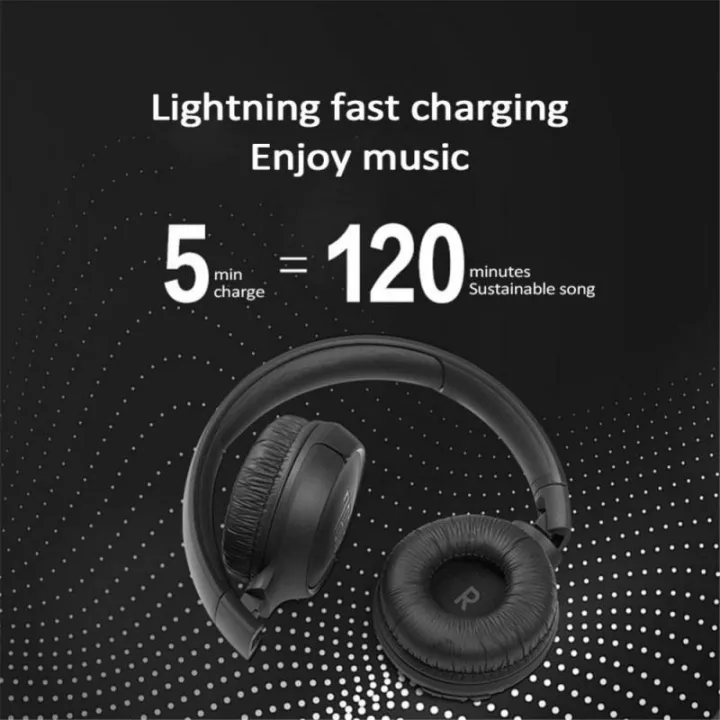 Lightning fast charging
Enjoy music
5 min charge = 120 minutes Sustainable song
R